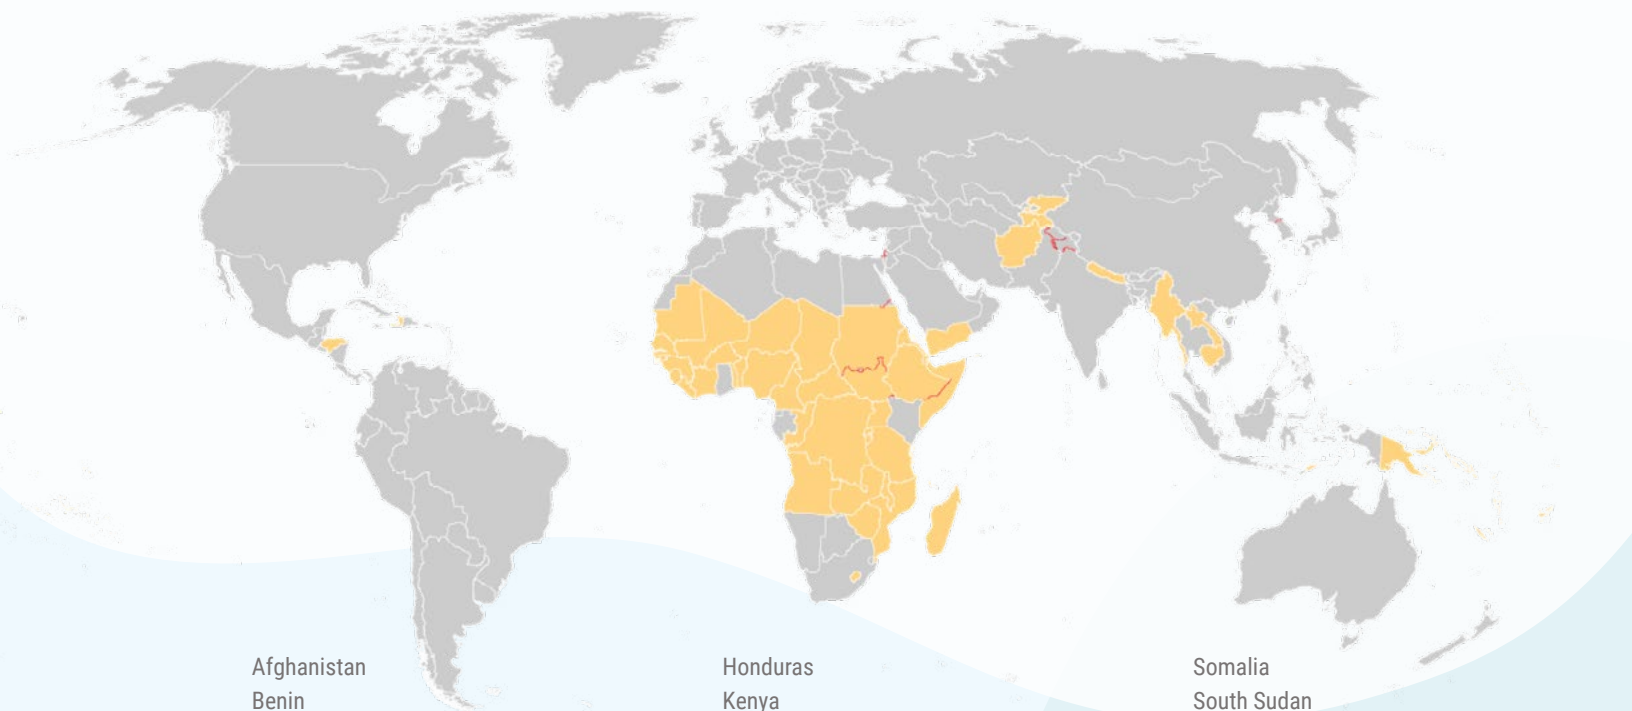 Afghanistan
Benin
Honduras
Kenya
Somalia
South Sudan